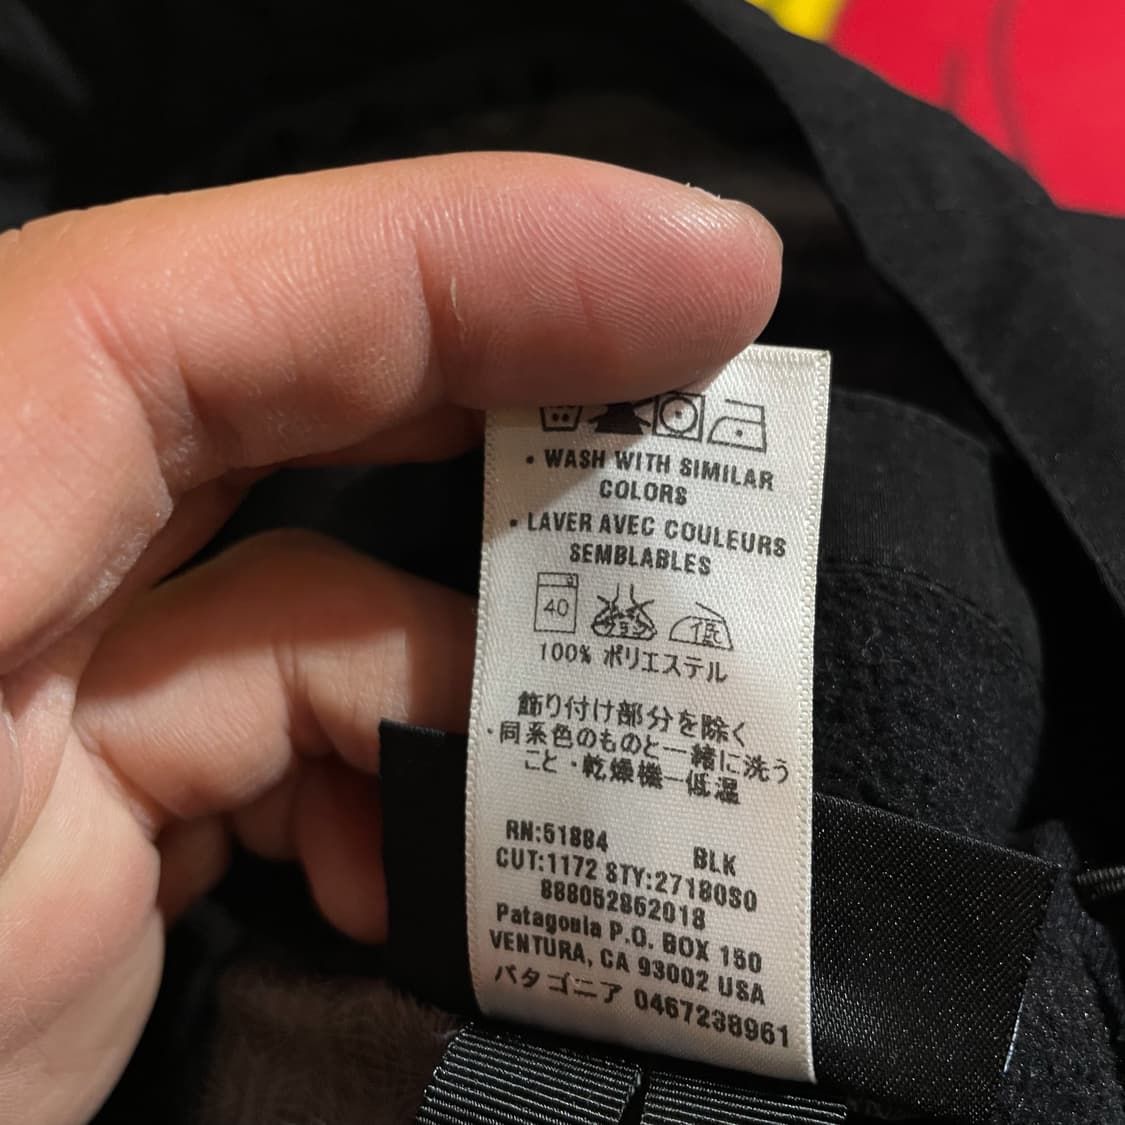 • WASH WITH SIMILAR
COLORS
• LAVER AVEC COULEURS
SEMBLABLES
40
低
100% ポリエステル
飾り付け部分を除く
・同系色のものと一緒に洗う
こと・乾燥機ー低温
RN:51884
BLK
CUT:1172 STY:27180S0
888052862018
Patagonia P.O. BOX 150
VENTURA, CA 93002 USA
パタゴニア 0467238961